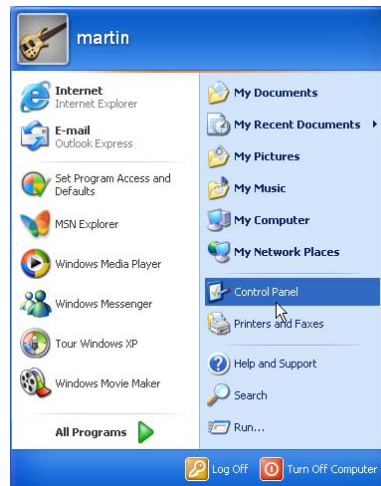 martin
Internet
Internet Explorer
E-mail
Outlook Express
Set Program Access and
Defaults
MSN Explorer
Windows Media Player
Windows Messenger
Tour Windows XP
Windows Movie Maker
All Programs
My Documents
My Recent Documents
My Pictures
My Music
My Computer
My Network Places
Control Panel
Printers and Faxes
Help and Support
Search
Run...
Log Off
Turn Off Computer